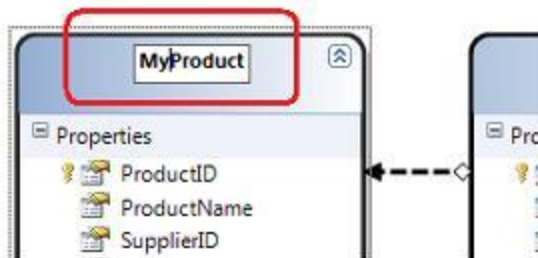 MyProduct
Properties
Pro
ProductID
ProductName
SupplierID